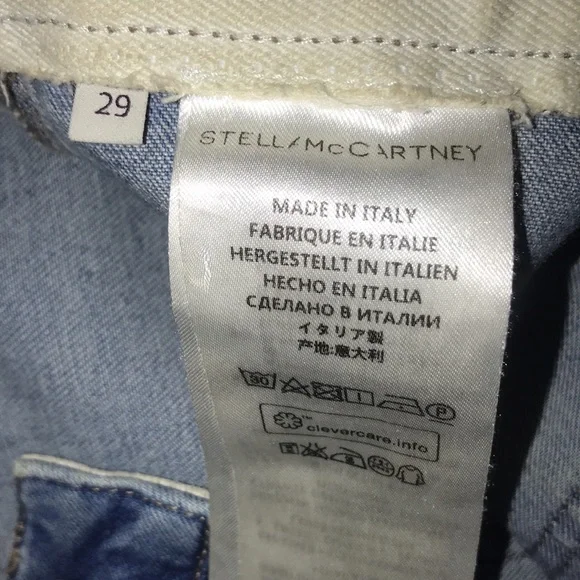 29
STELLA McCARTNEY
MADE IN ITALY
FABRIQUE EN ITALIE
HERGESTELLT IN ITALIEN
HECHO EN ITALIA
СДЕЛАНО В ИТАЛИИ
イタリア製
产地:意大利
30
P
™
clevercare.info